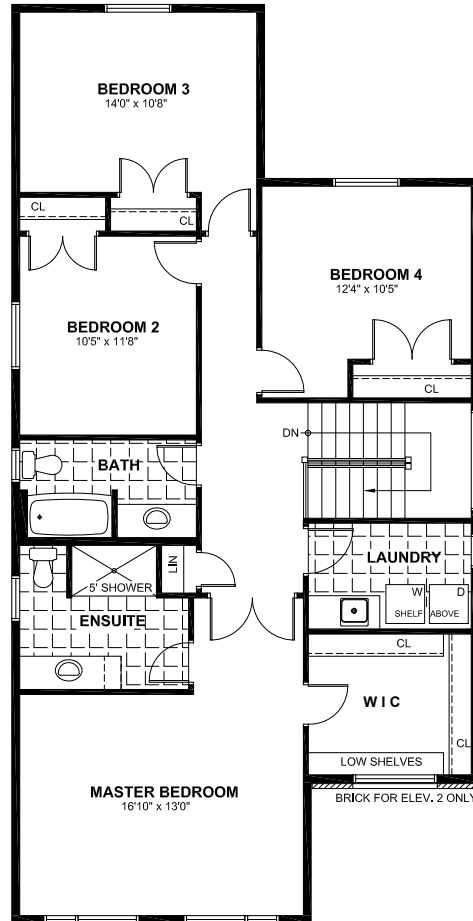 BEDROOM 3
14'0" x 10'8"
CL
CL
BEDROOM 4
12'4" x 10'5"
BEDROOM 2
10'5" x 11'8"
CL
DN
BATH
LIN
LAUNDRY
5' SHOWER
W D
SHELF ABOVE
ENSUITE
CL
W I C
CL
LOW SHELVES
MASTER BEDROOM
16'10" x 13'0"
BRICK FOR ELEV. 2 ONLY